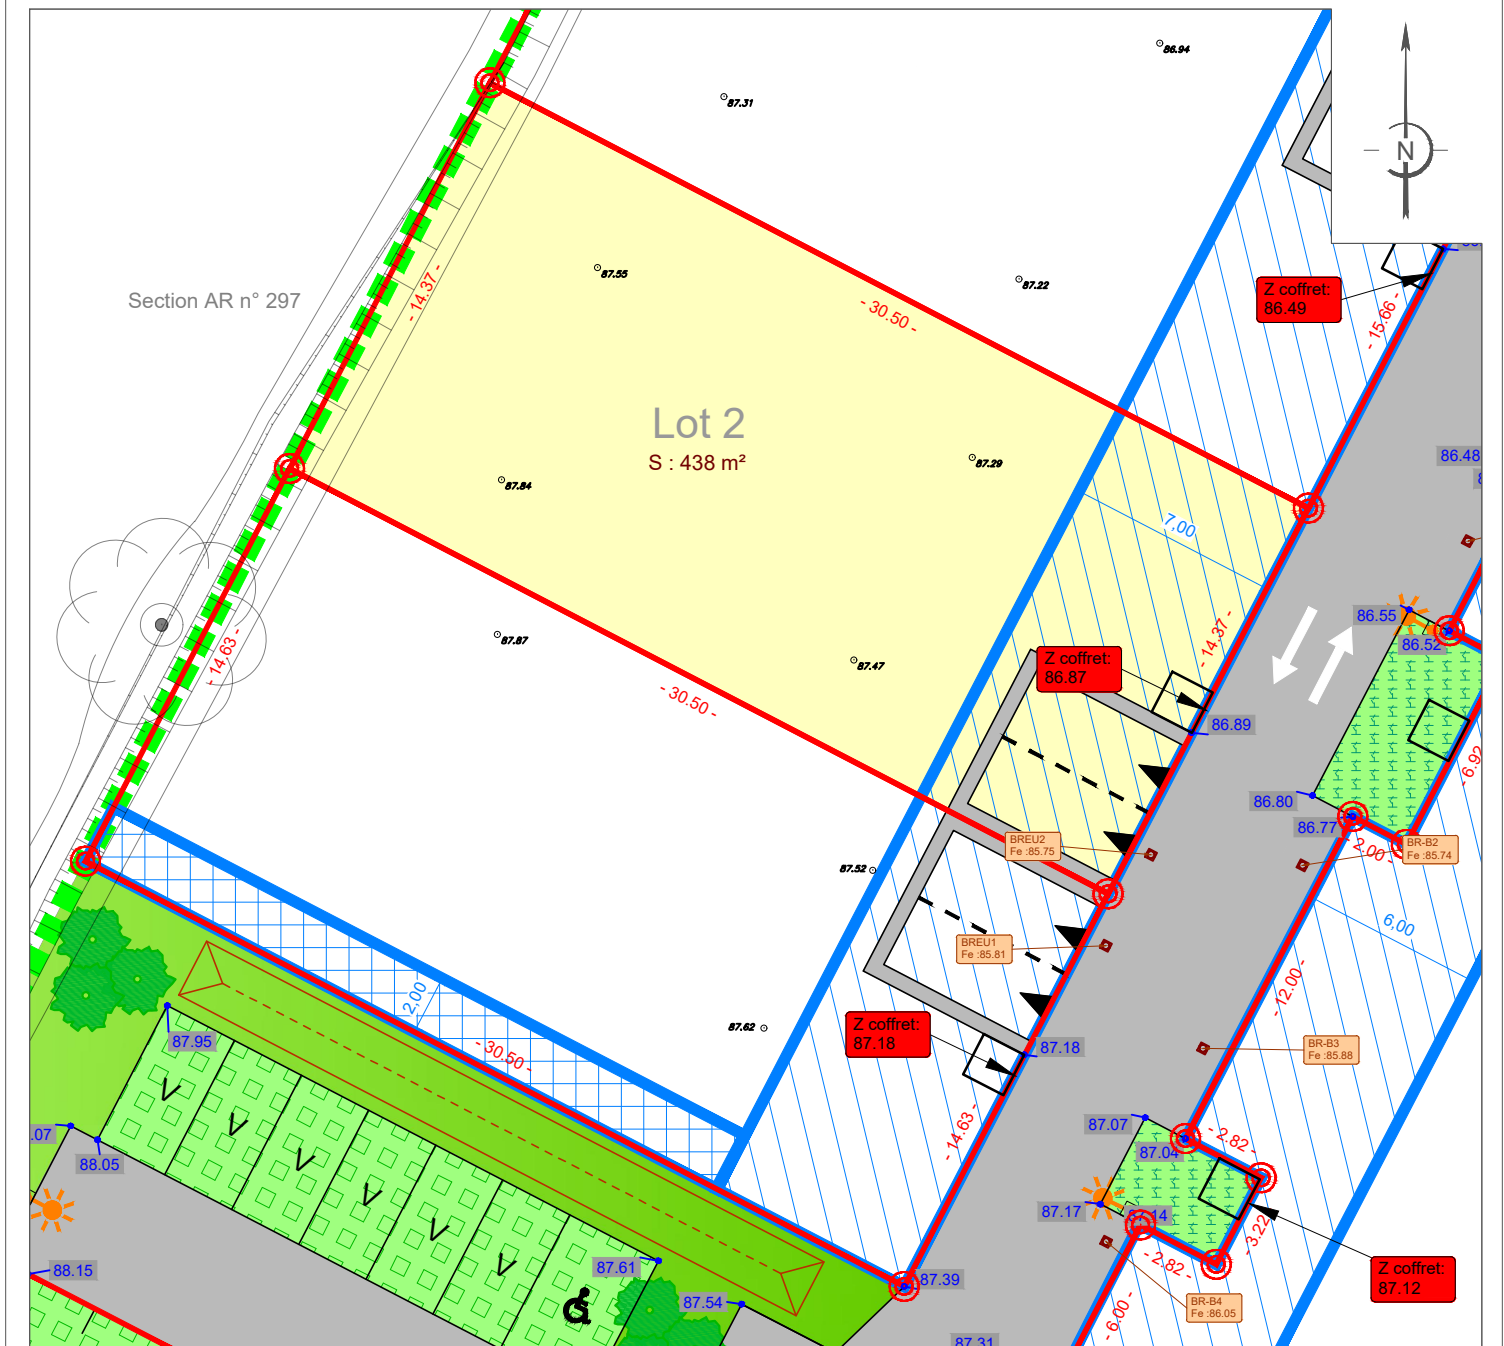 86.94
87.31
N
Section AR n° 297
87.55
87.22
Z coffret:
86.49
- 14.37 -
- 30.50 -
- 15.66 -
Lot 2
S : 438 m²
87.84
87.29
86.48
7,00
87.87
87.47
- 14.63 -
- 30.50 -
Z coffret:
86.87
- 14.37 -
86.55
86.52
86.89
86.80
86.77
- 6.92
- 2.00 -
BREU2
Fe :85.75
BR-B2
Fe :85.74
87.52
6,00
BREU1
Fe :85.81
2,00
- 12.00 -
87.62
Z coffret:
87.18
87.18
BR-B3
Fe :85.88
87.95
- 30.50 -
.07
88.05
V
V
V
V
V
V
V
- 14.63 -
87.07
87.04
- 2.82 -
87.17
- 3.22
- 2.82 -
88.15
87.61
87.54
87.39
Z coffret:
87.12
BR-B4
Fe :86.05
- 6.00 -
87.31